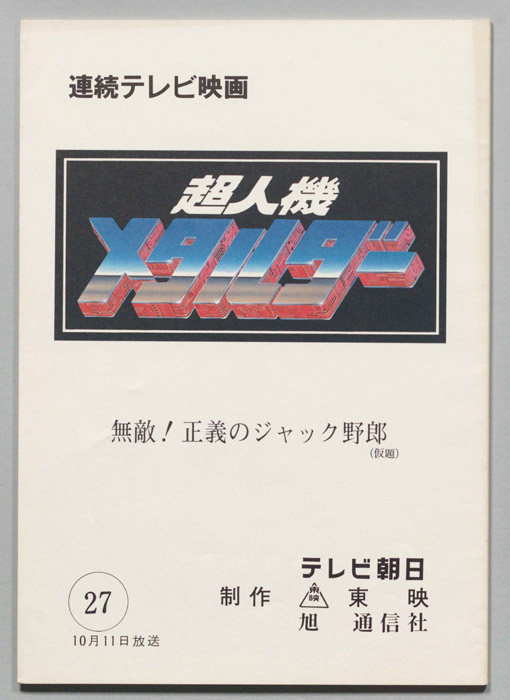 連続テレビ映画
超人機
メタルダー
無敵！正義のジャック野郎
（仮題）
テレビ朝日
制作 東映 東映
旭 通信社
27
10月11日放送